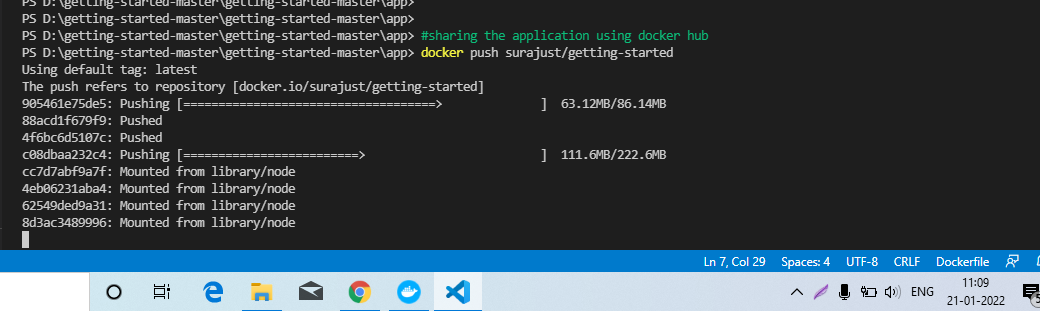 PS D:\getting-started-master\getting-started-master\app>
PS D:\getting-started-master\getting-started-master\app>
PS D:\getting-started-master\getting-started-master\app> #sharing the application using docker hub
PS D:\getting-started-master\getting-started-master\app> docker push surajust/getting-started
Using default tag: latest
The push refers to repository [docker.io/surajust/getting-started]
905461e75de5: Pushing [====================================>              ]  63.12MB/86.14MB
88acd1f679f9: Pushed
4f6bc6d5107c: Pushed
c08dbaa232c4: Pushing [=========================>                         ]  111.6MB/222.6MB
cc7d7abf9a7f: Mounted from library/node
4eb06231aba4: Mounted from library/node
62549ded9a31: Mounted from library/node
8d3ac3489996: Mounted from library/node
Ln 7, Col 29 Spaces: 4 UTF-8 CRLF Dockerfile
ENG 11:09
21-01-2022